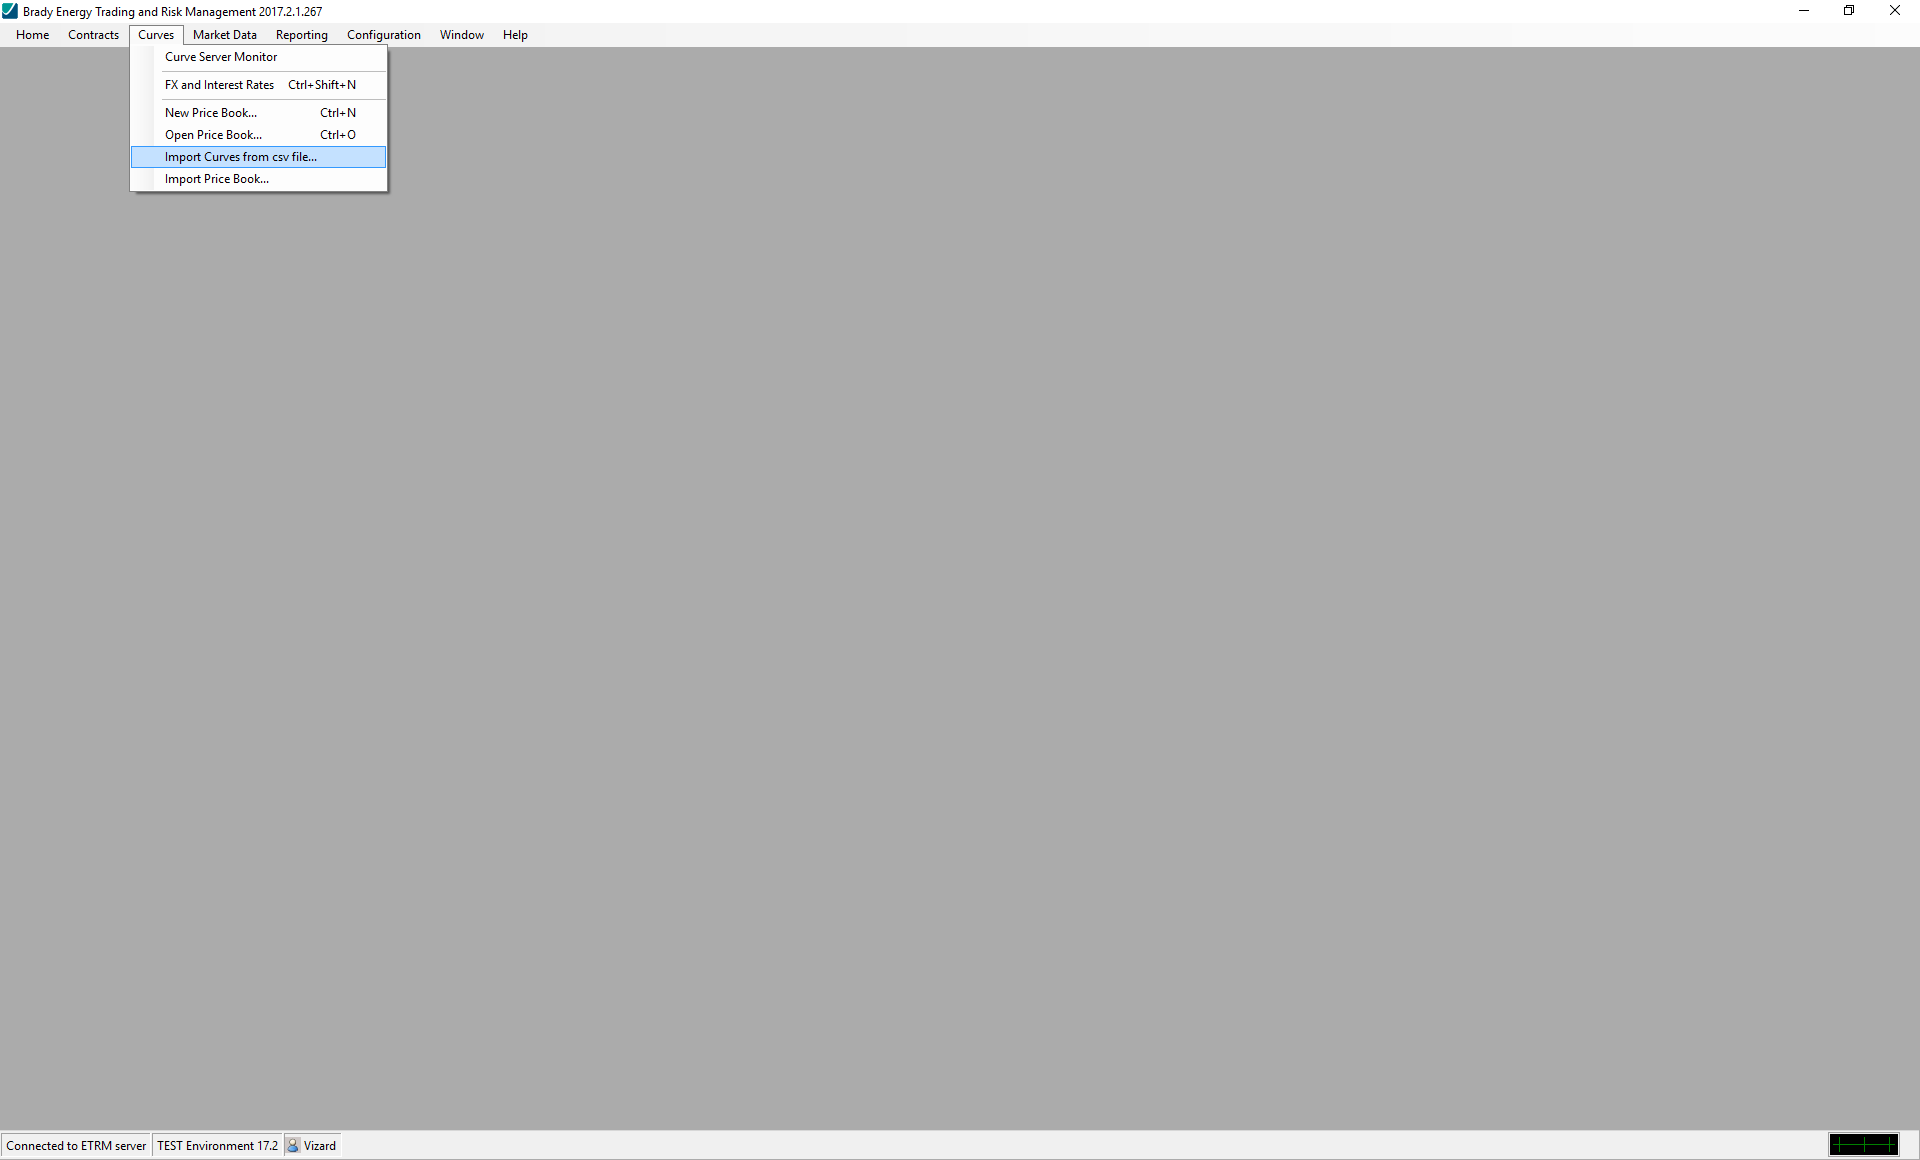 Brady Energy Trading and Risk Management 2017.2.1.267
Home Contracts Curves Market Data Reporting Configuration Window Help
Curve Server Monitor
FX and Interest Rates Ctrl+Shift+N
New Price Book... Ctrl+N
Open Price Book... Ctrl+O
Import Curves from csv file...
Import Price Book...
Connected to ETRM server TEST Environment 17.2 Vizard